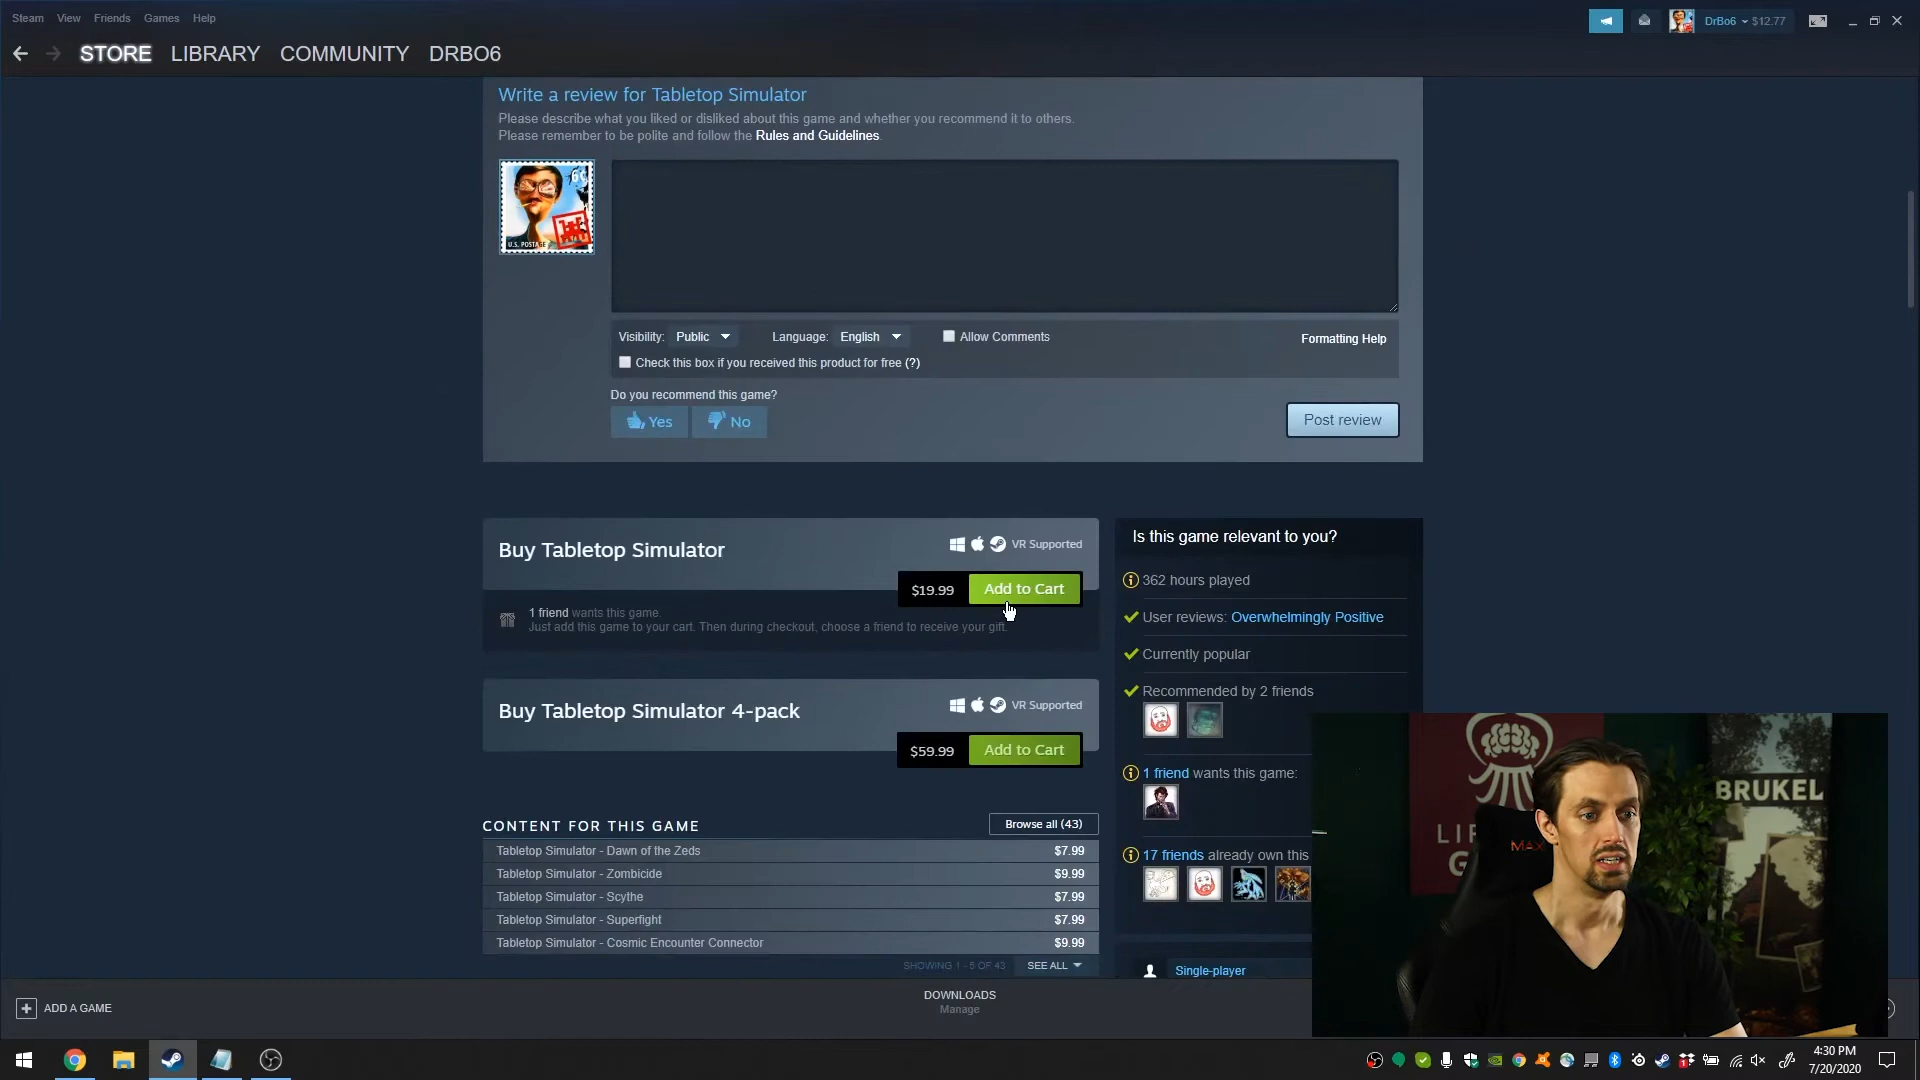 Steam View Friends Games Help
DrBo6 $12.77
STORE LIBRARY COMMUNITY DRBO6
Write a review for Tabletop Simulator
Please describe what you liked or disliked about this game and whether you recommend it to others.
Please remember to be polite and follow the Rules and Guidelines.
6¢
U.S. POSTAGE
Visibility: Public Language: English Allow Comments Formatting Help
Check this box if you received this product for free (?)
Do you recommend this game?
Yes No
Post review
Buy Tabletop Simulator
VR Supported
$19.99 Add to Cart
1 friend wants this game.
Just add this game to your cart. Then during checkout, choose a friend to receive your gift.
Buy Tabletop Simulator 4-pack
VR Supported
$59.99 Add to Cart
CONTENT FOR THIS GAME Browse all (43)
Tabletop Simulator - Dawn of the Zeds $7.99
Tabletop Simulator - Zombicide $9.99
Tabletop Simulator - Scythe $7.99
Tabletop Simulator - Superfight $7.99
Tabletop Simulator - Cosmic Encounter Connector $9.99
SHOWING 1 - 5 OF 43 SEE ALL
Is this game relevant to you?
362 hours played
User reviews: Overwhelmingly Positive
Currently popular
Recommended by 2 friends
1 friend wants this game:
17 friends already own this
Single-player
BRUKEL
MAX
ADD A GAME
DOWNLOADS
Manage
4:30 PM
7/20/2020